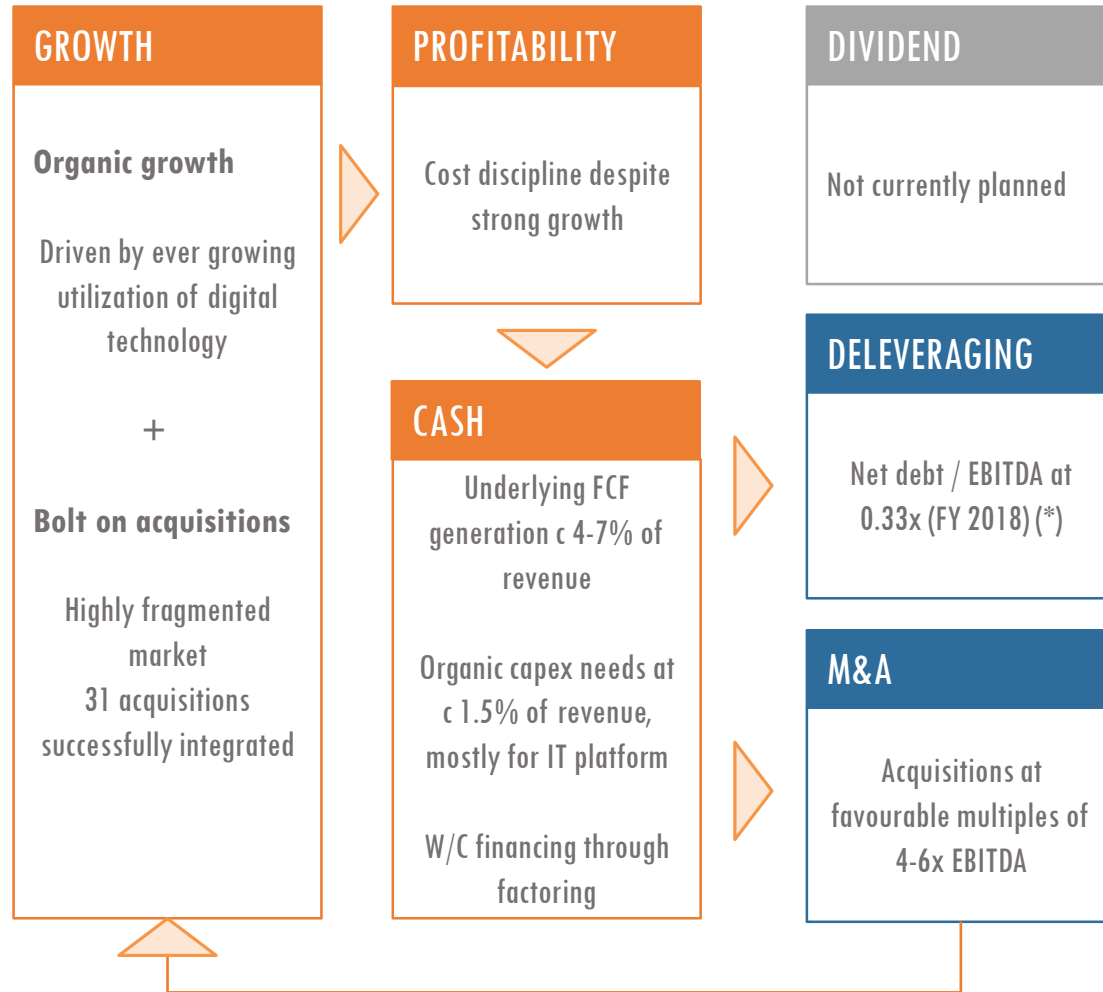 GROWTH
Organic growth
Driven by ever growing
utilization of digital
technology
+
Bolt on acquisitions
Highly fragmented
market
31 acquisitions
successfully integrated
PROFITABILITY
Cost discipline despite
strong growth
CASH
Underlying FCF
generation c 4-7% of
revenue
Organic capex needs at
c 1.5% of revenue,
mostly for IT platform
W/C financing through
factoring
DIVIDEND
Not currently planned
DELEVERAGING
Net debt / EBITDA at
0.33x (FY 2018) (*)
M&A
Acquisitions at
favourable multiples of
4-6x EBITDA